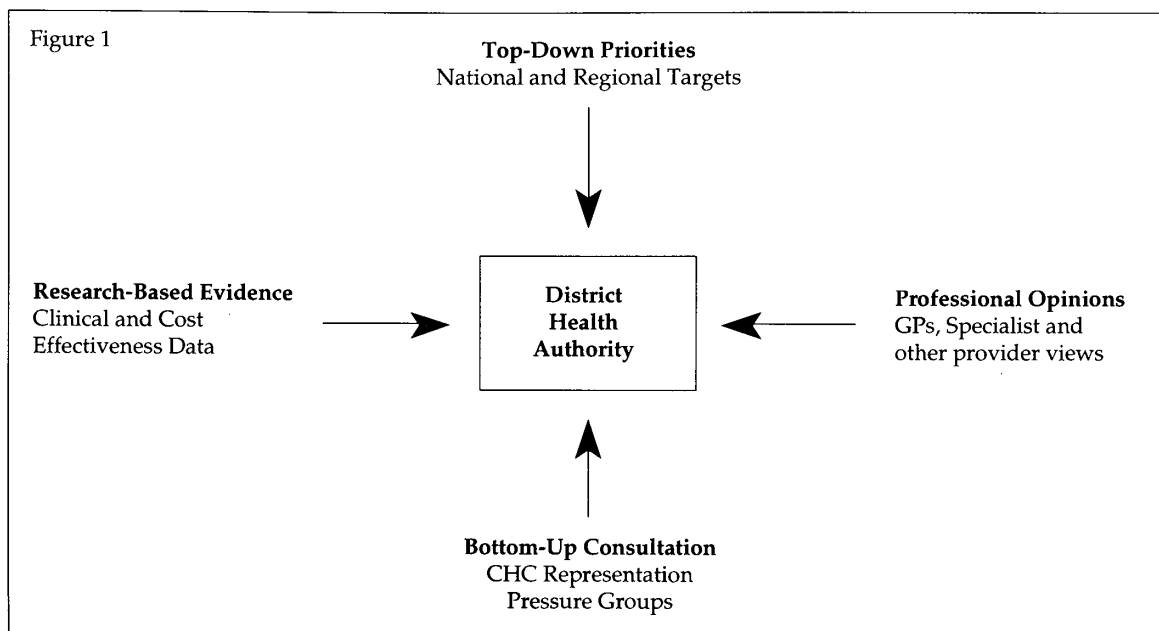 Figure 1
Top-Down Priorities
National and Regional Targets
Research-Based Evidence
Clinical and Cost
Effectiveness Data
District
Health
Authority
Professional Opinions
GPs, Specialist and
other provider views
Bottom-Up Consultation
CHC Representation
Pressure Groups